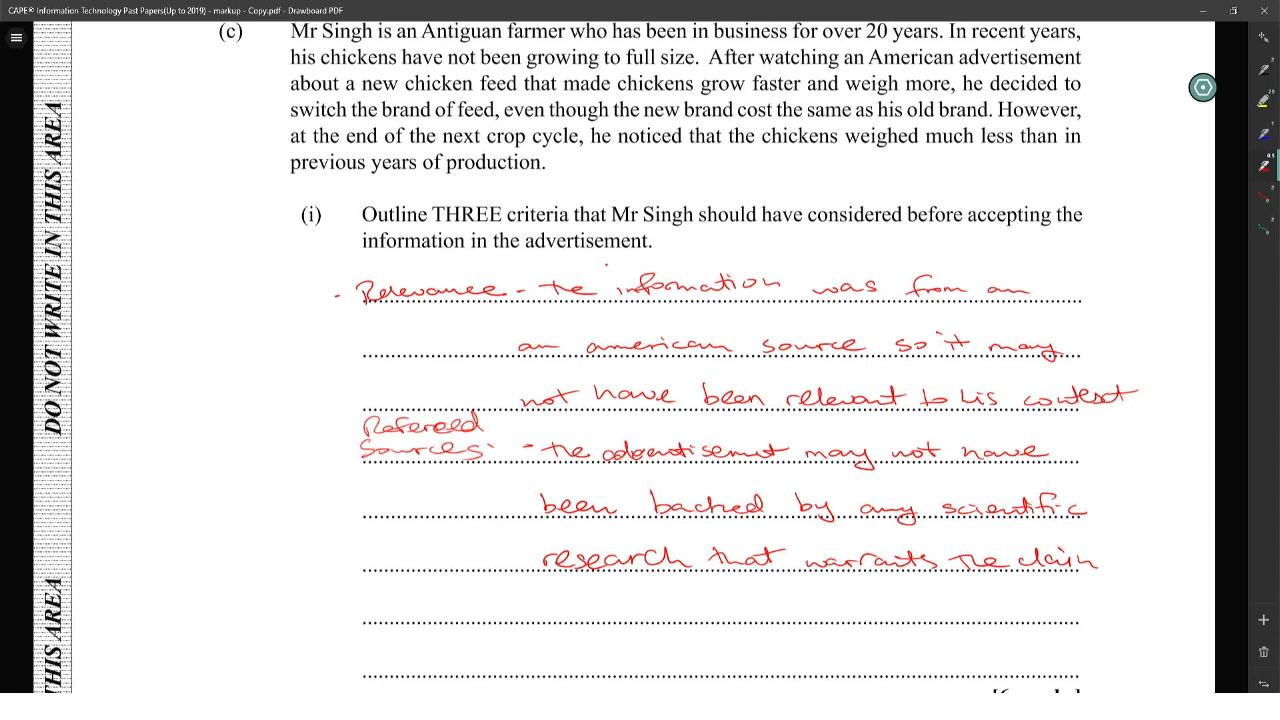 CAPE® Information Technology Past Papers(Up to 2019) - markup - Copy.pdf - Drawboard PDF
(c) Mr Singh is an Antiguan farmer who has been in business for over 20 years. In recent years,
his chickens have not been growing to full size. After watching an American advertisement
about a new chicken feed that made chickens grow faster and weigh more, he decided to
switch the brand of feed, even though the new brand cost the same as his old brand. However,
at the end of the next crop cycle, he noticed that the chickens weighed much less than in
previous years of production.
(i) Outline THREE criteria that Mr Singh should have considered before accepting the
information in the advertisement.
- Relevance - the information was from an
an american source so it may
not have been relevant to his context
Refereed
Sources - the advertisement may not have
been backed by any scientific
research that warrants the claim
DO NOT WRITE IN THIS AREA
THIS AREA